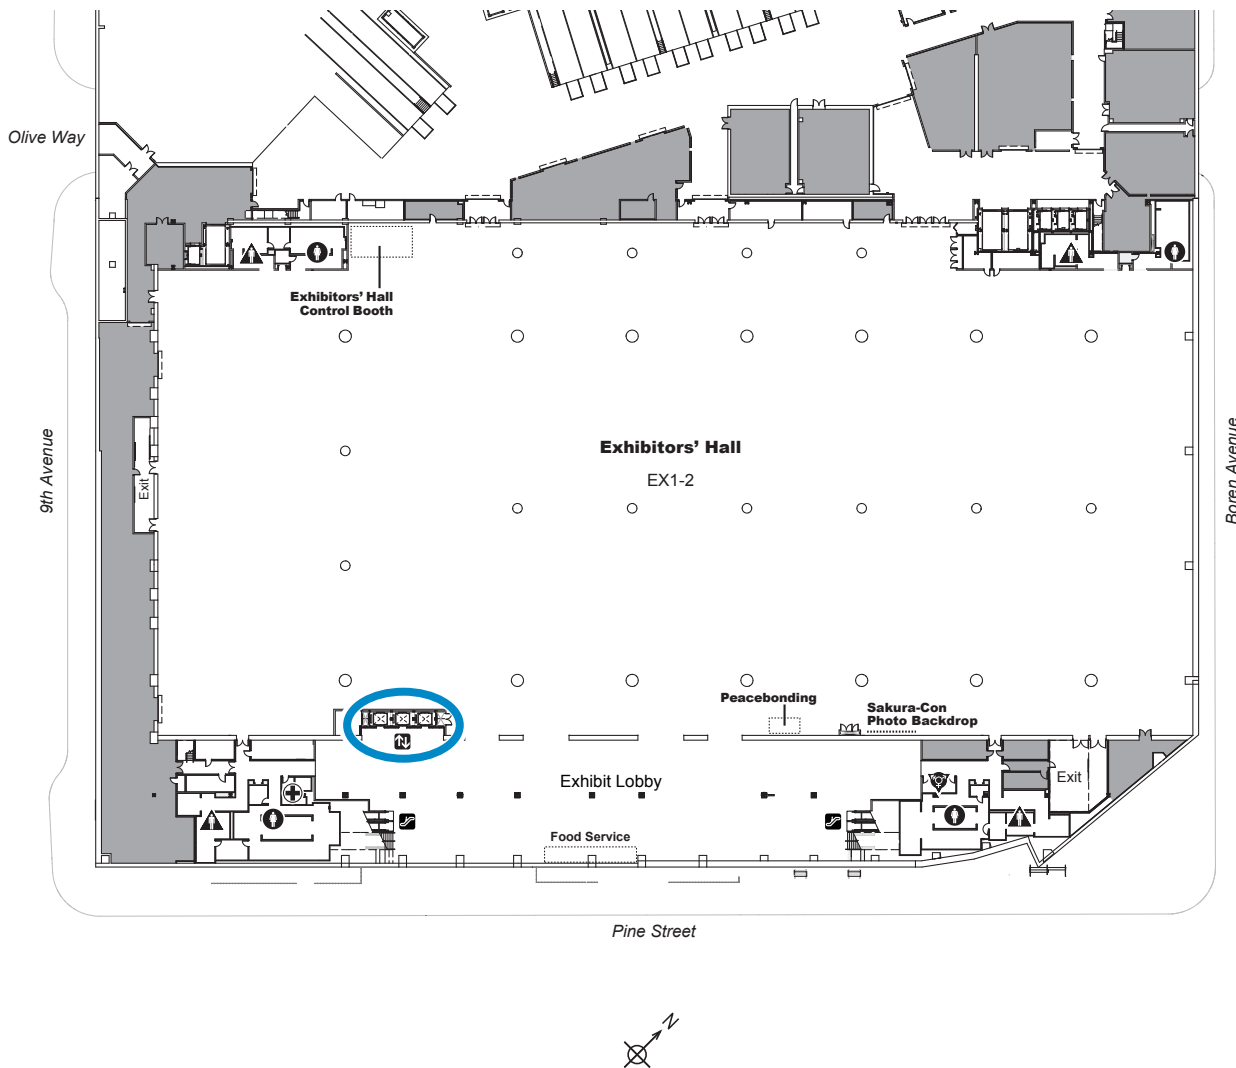 Olive Way
Exhibitors' Hall
Control Booth
9th Avenue
Exit
Exhibitors' Hall
EX1-2
Boren Avenue
Peacebonding
Sakura-Con
Photo Backdrop
Exhibit Lobby
Exit
Food Service
Pine Street
N